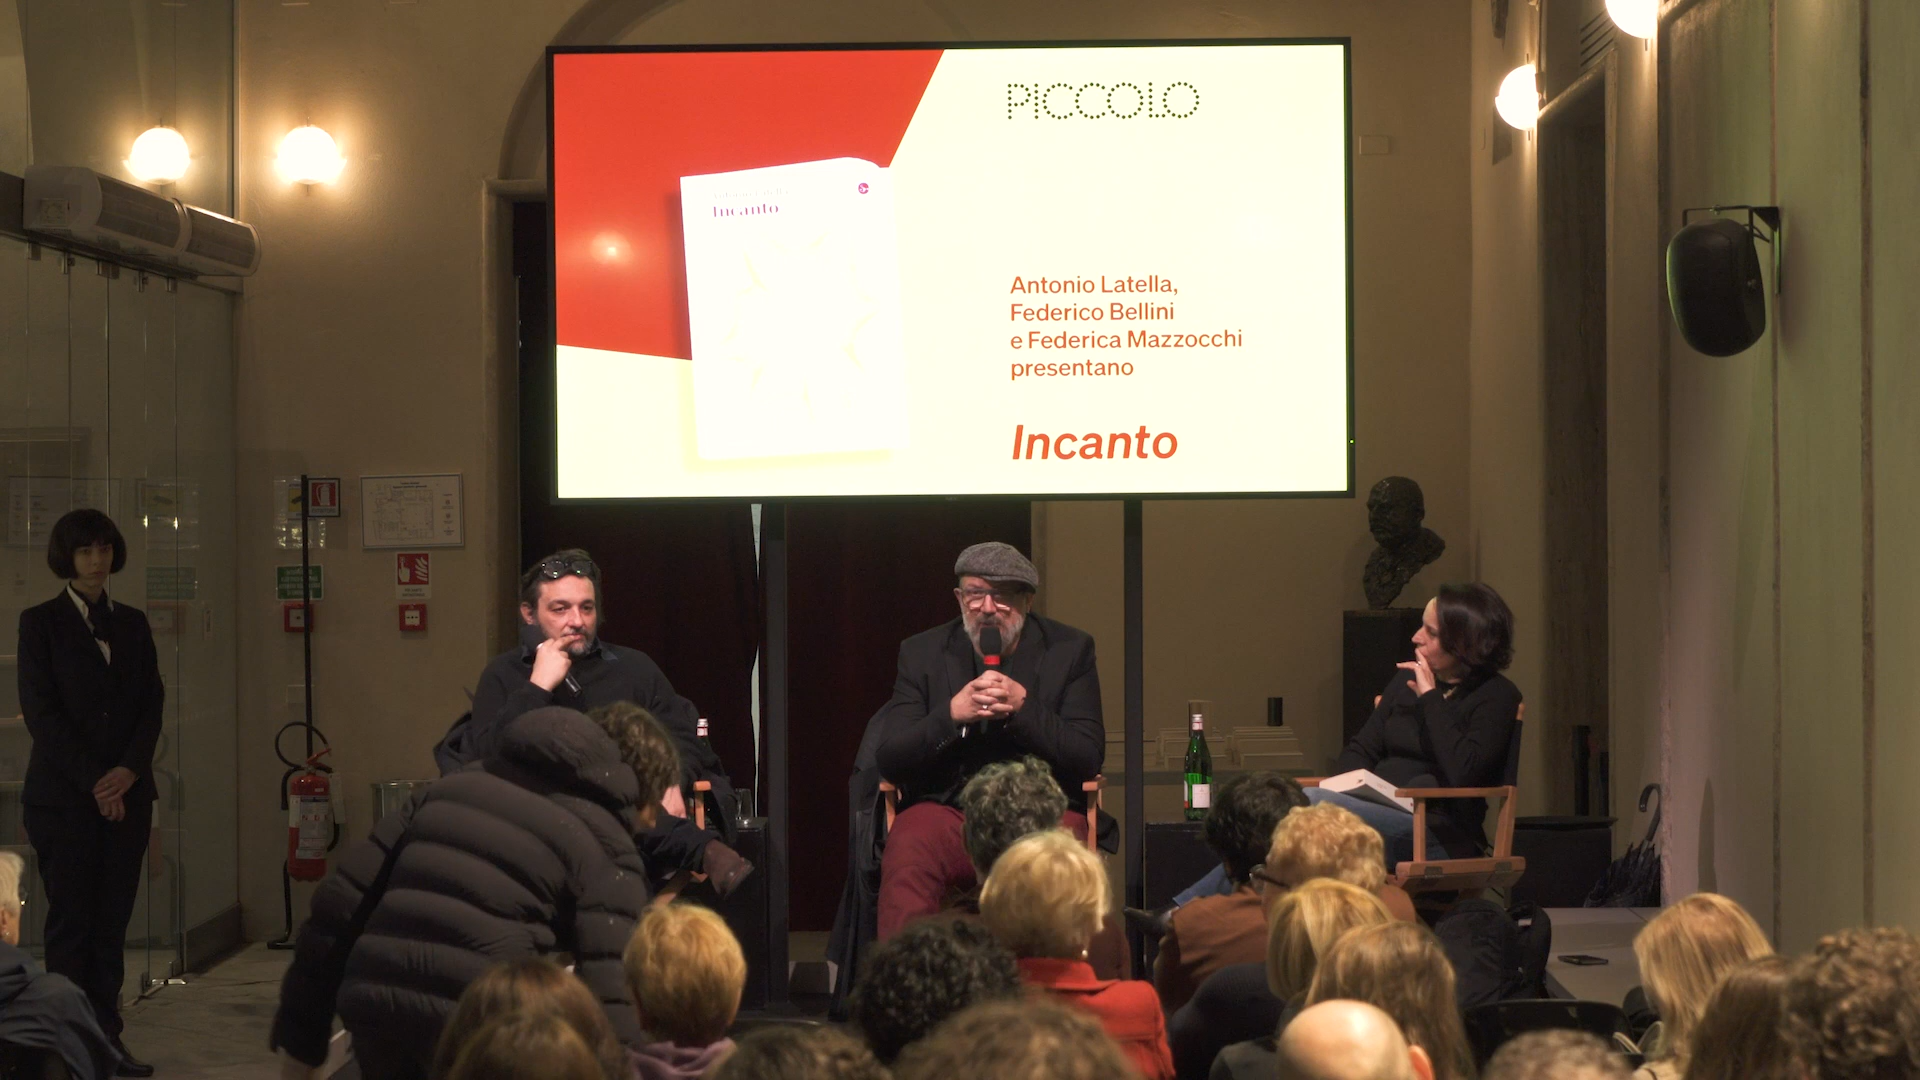 PICCOLO
Incanto
Antonio Latella,
Federico Bellini
e Federica Mazzocchi
presentano
Incanto